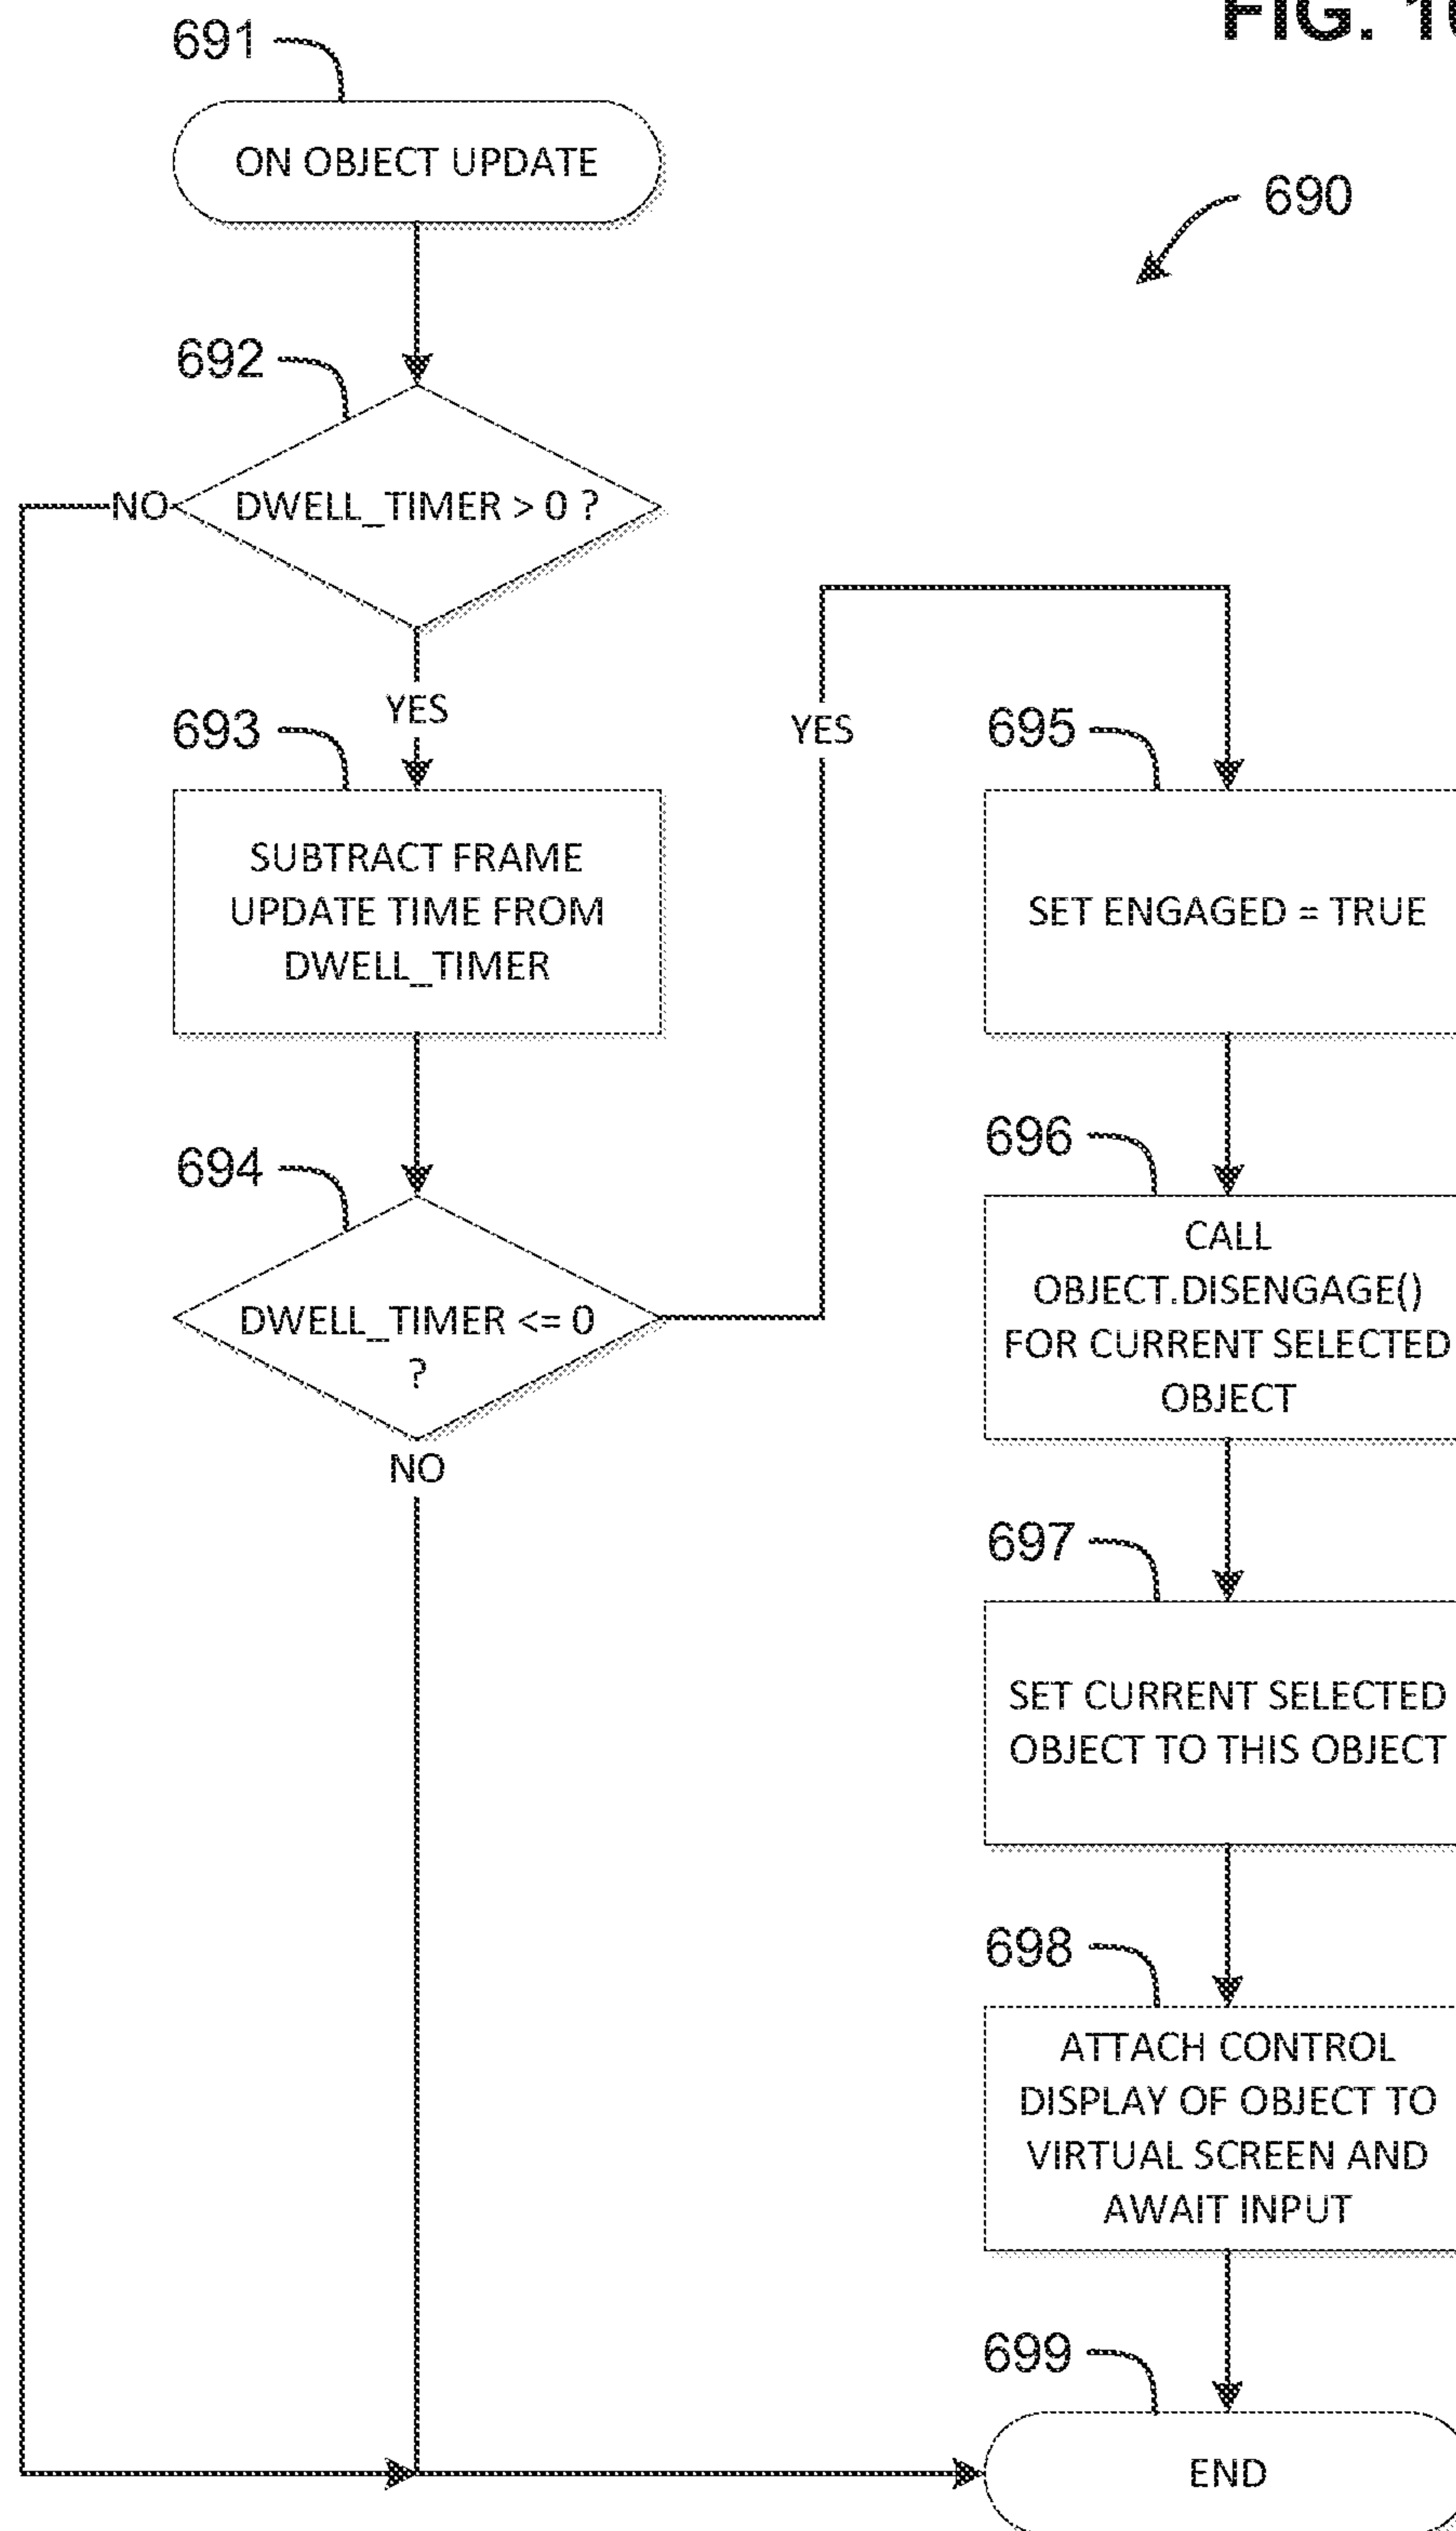 FIG. 1
691
ON OBJECT UPDATE
690
692
NO
DWELL_TIMER > 0 ?
YES
693
SUBTRACT FRAME
UPDATE TIME FROM
DWELL_TIMER
694
DWELL_TIMER <= 0
?
NO
YES
695
SET ENGAGED = TRUE
696
CALL
OBJECT.DISENGAGE()
FOR CURRENT SELECTED
OBJECT
697
SET CURRENT SELECTED
OBJECT TO THIS OBJECT
698
ATTACH CONTROL
DISPLAY OF OBJECT TO
VIRTUAL SCREEN AND
AWAIT INPUT
699
END